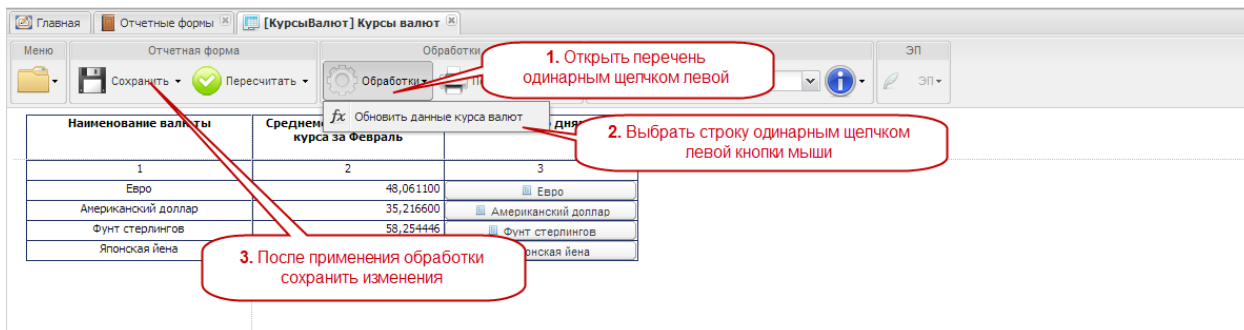 Главная Отчетные формы [КурсыВалют] Курсы валют
Меню Отчетная форма Обработки ЭП
Сохранить Пересчитать Обработки ЭП
1. Открыть перечень
одинарным щелчком левой
fx Обновить данные курса валют
2. Выбрать строку одинарным щелчком
левой кнопки мыши
Наименование валюты
курса за Февраль
1 2 3
Евро 48,061100 Евро
Американский доллар 35,216600 Американский доллар
Фунт стерлингов 58,254446 Фунт стерлингов
Японская йена йена
3. После применения обработки
сохранить изменения